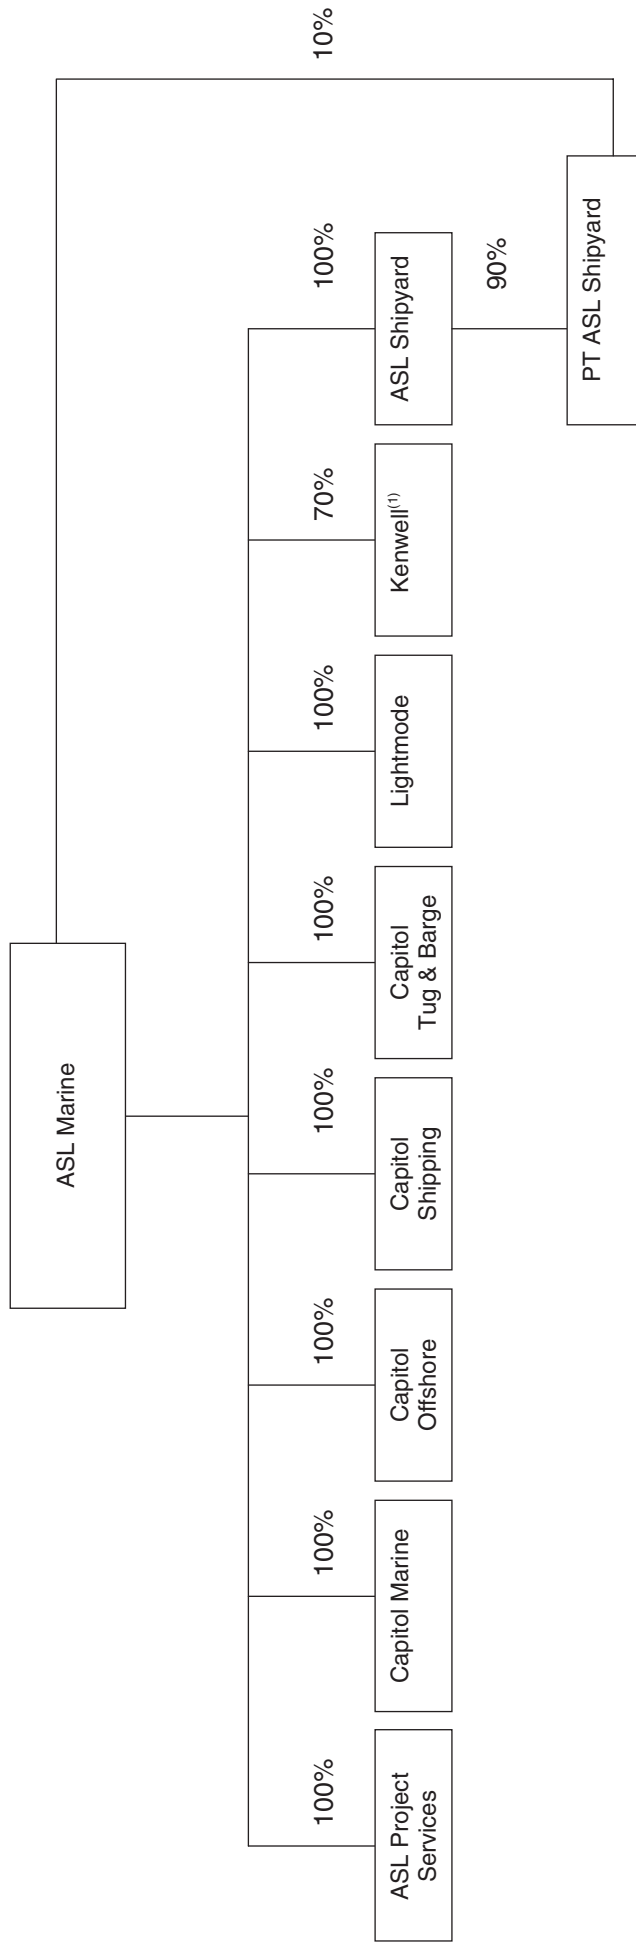 ASL Marine
10%
100%
100%
100%
100%
100%
100%
70%
100%
ASL Project
Services
Capitol Marine
Capitol
Offshore
Capitol
Shipping
Capitol
Tug & Barge
Lightmode
Kenwell(1)
ASL Shipyard
90%
PT ASL Shipyard